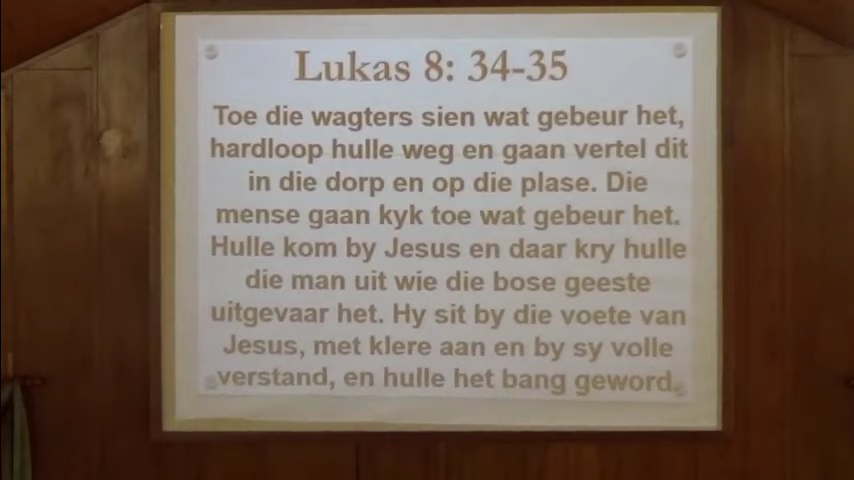 Lukas 8: 34-35
Toe die wagters sien wat gebeur het,
hardloop hulle weg en gaan vertel dit
in die dorp en op die plase. Die
mense gaan kyk toe wat gebeur het.
Hulle kom by Jesus en daar kry hulle
die man uit wie die bose geeste
uitgevaar het. Hy sit by die voete van
Jesus, met klere aan en by sy volle
verstand, en hulle het bang geword.